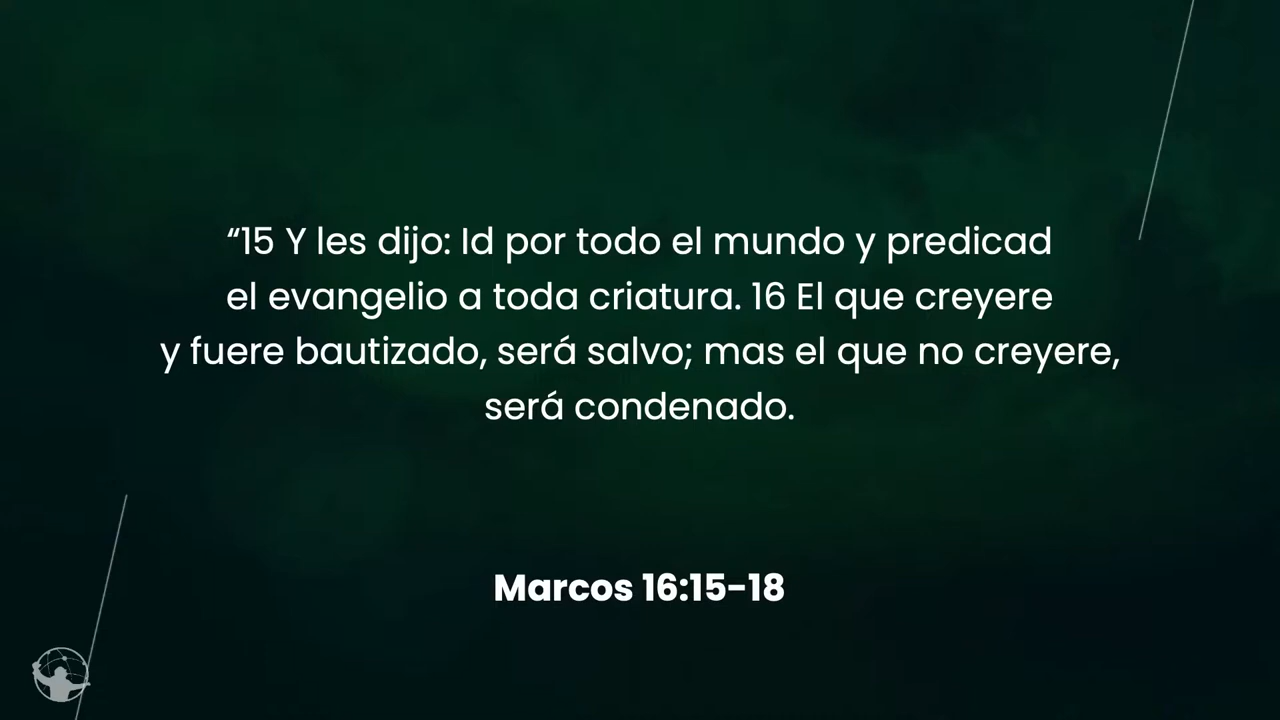 “15 Y les dijo: Id por todo el mundo y predicad
el evangelio a toda criatura. 16 El que creyere
y fuere bautizado, será salvo; mas el que no creyere,
será condenado.
Marcos 16:15-18